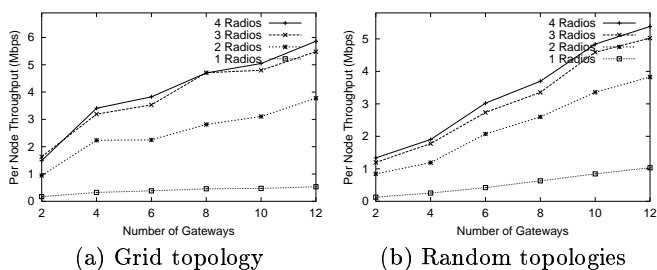 6
5
4
3
2
1
0
Per Node Throughput (Mbps)
4 Radios
3 Radios
2 Radios
1 Radios
2 4 6 8 10 12
Number of Gateways
(a) Grid topology
5
4
3
2
1
0
Per Node Throughput (Mbps)
4 Radios
3 Radios
2 Radios
1 Radios
2 4 6 8 10 12
Number of Gateways
(b) Random topologies